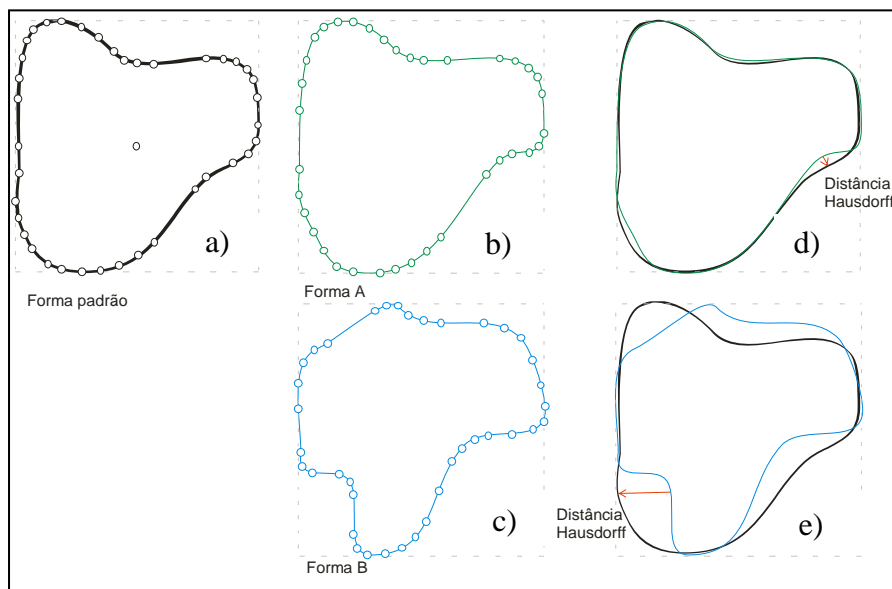 a)
Forma padrão
b)
Forma A
Distância
Hausdorff
d)
c)
Forma B
Distância
Hausdorff
e)